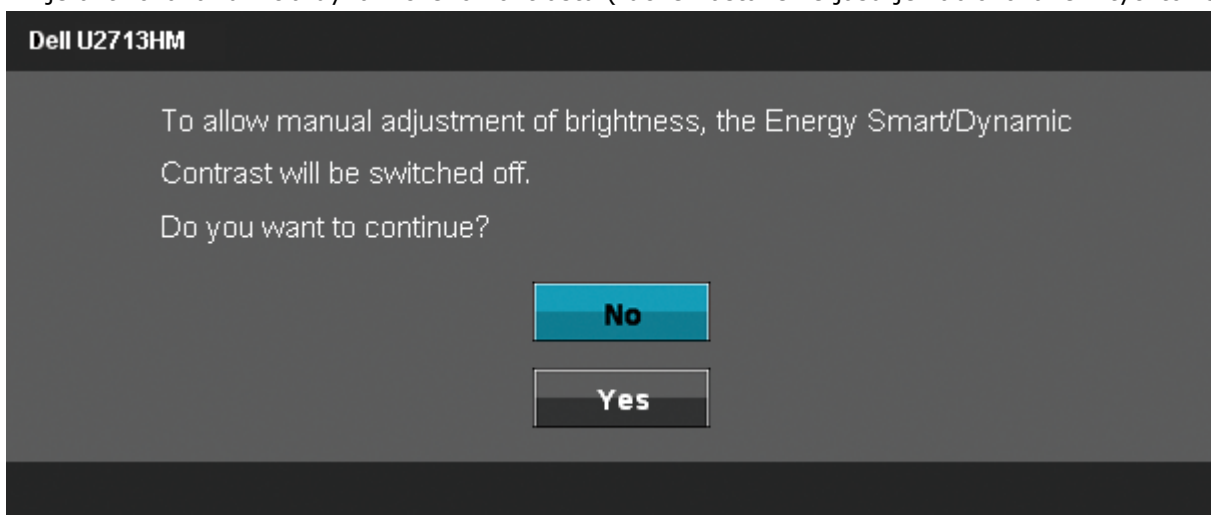 Dell U2713HM
To allow manual adjustment of brightness, the Energy Smart/Dynamic
Contrast will be switched off.
Do you want to continue?
No
Yes